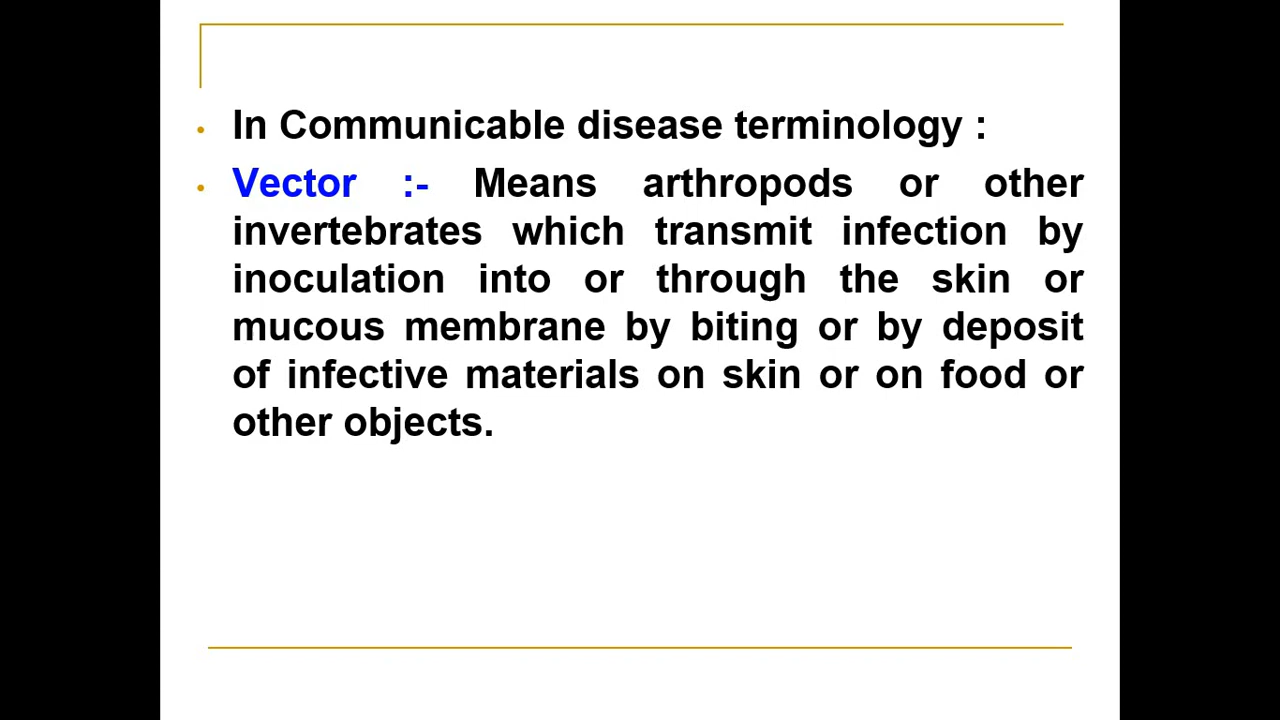 • In Communicable disease terminology :
• Vector :- Means arthropods or other
invertebrates which transmit infection by
inoculation into or through the skin or
mucous membrane by biting or by deposit
of infective materials on skin or on food or
other objects.